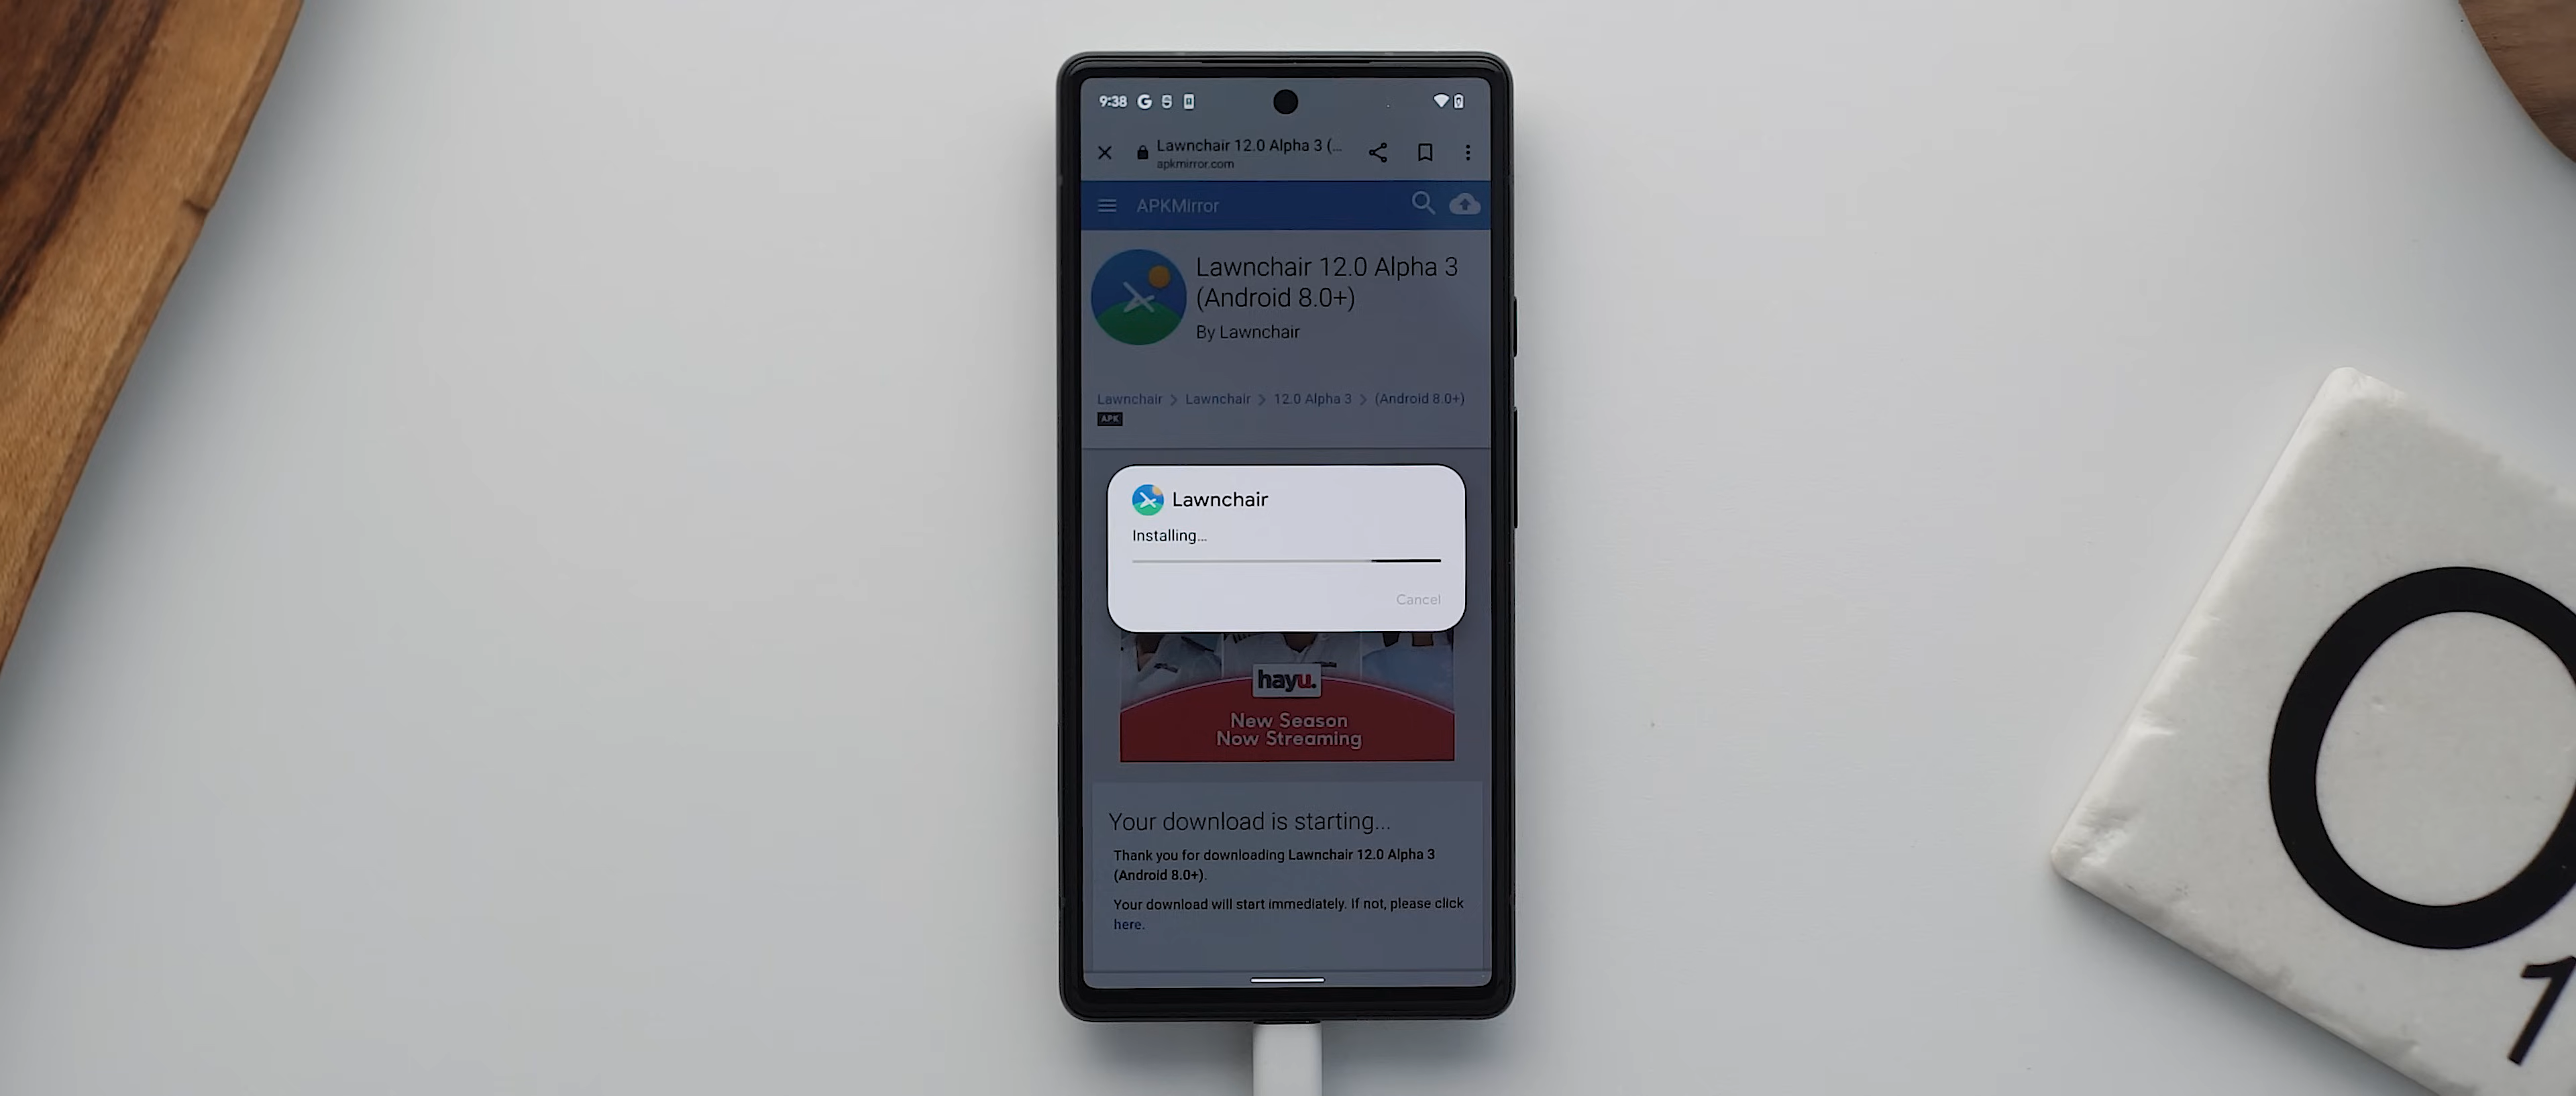 9:38
Lawnchair 12.0 Alpha 3 (...
apkmirror.com
APKMirror
Lawnchair 12.0 Alpha 3
(Android 8.0+)
By Lawnchair
Lawnchair > Lawnchair > 12.0 Alpha 3 > (Android 8.0+)
APK
Lawnchair
Installing...
Cancel
hayu.
New Season
Now Streaming
Your download is starting...
Thank you for downloading Lawnchair 12.0 Alpha 3
(Android 8.0+).
Your download will start immediately. If not, please click
here.
O
1